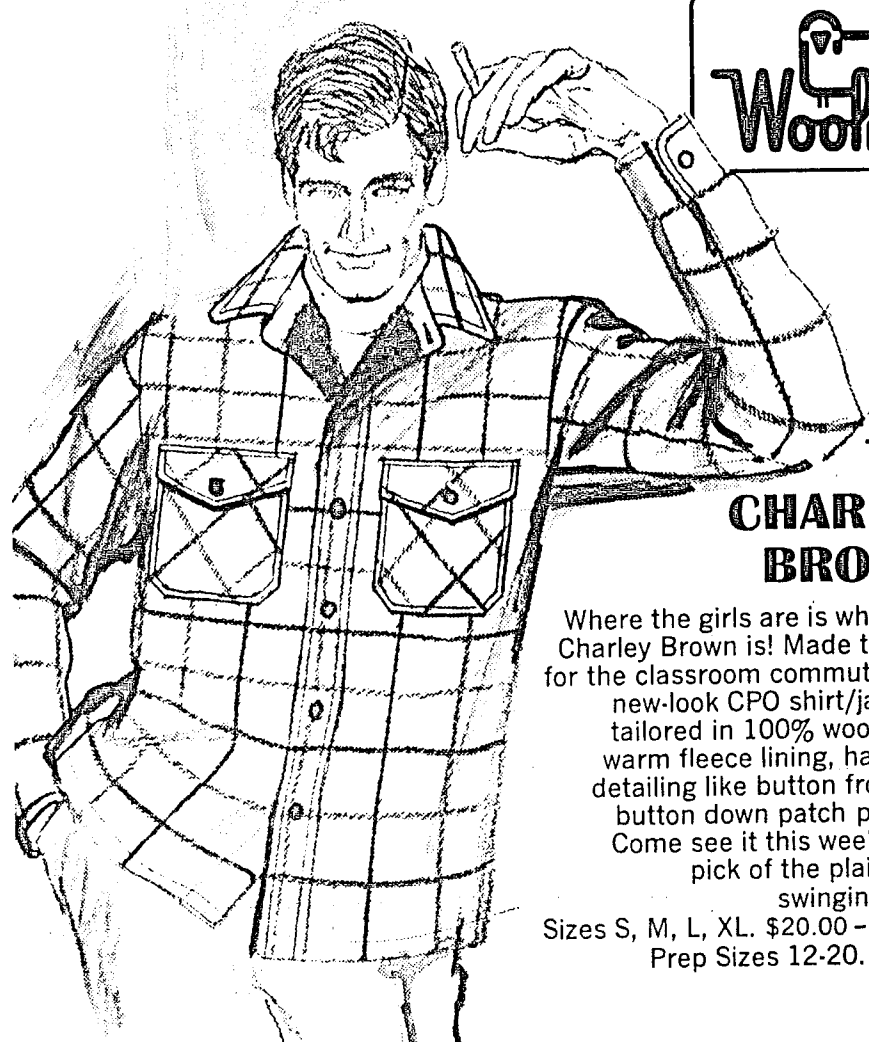 CHAR
BRO
Where the girls are is wh
Charley Brown is! Made t
for the classroom commut
new-look CPO shirt/ja
tailored in 100% woo
warm fleece lining, ha
detailing like button fro
button down patch p
Come see it this wee
pick of the plai
swingin
Sizes S, M, L, XL. $20.00 –
Prep Sizes 12-20.